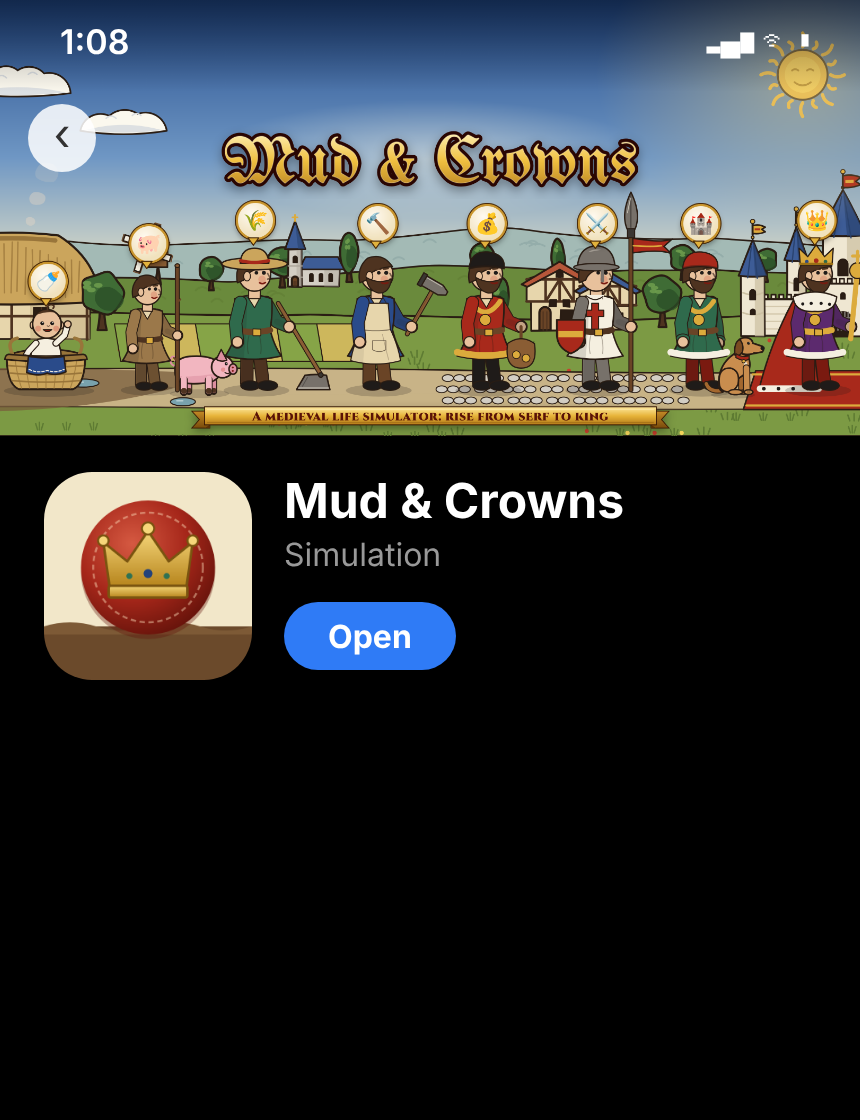 1:08
Mud & Crowns
A MEDIEVAL LIFE SIMULATOR: RISE FROM SERF TO KING
Mud & Crowns
Simulation
Open